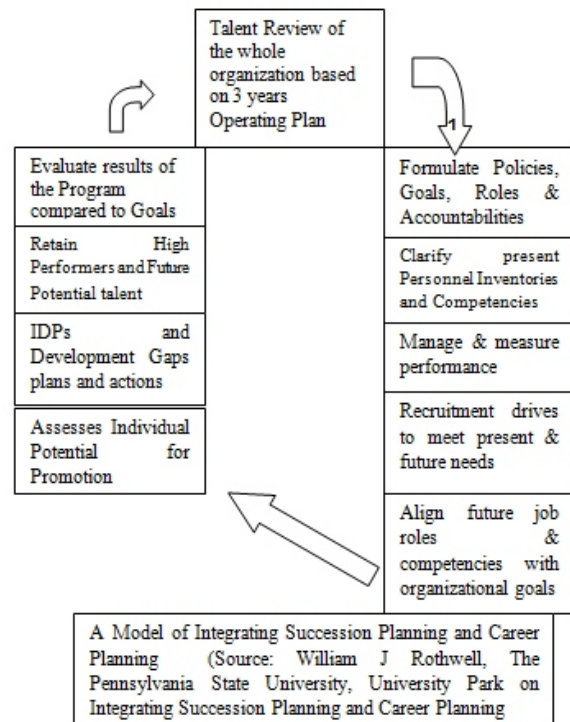 Talent Review of
the whole
organization based
on 3 years
Operating Plan
1
Formulate Policies,
Goals, Roles &
Accountabilities
Clarify present
Personnel Inventories
and Competencies
Manage & measure
performance
Recruitment drives
to meet present &
future needs
Align future job
roles &
competencies with
organizational goals
Assesses Individual
Potential for
Promotion
IDPs and
Development Gaps
plans and actions
Retain High
Performers and Future
Potential talent
Evaluate results of
the Program
compared to Goals
A Model of Integrating Succession Planning and Career
Planning (Source: William J Rothwell, The
Pennsylvania State University, University Park on
Integrating Succession Planning and Career Planning